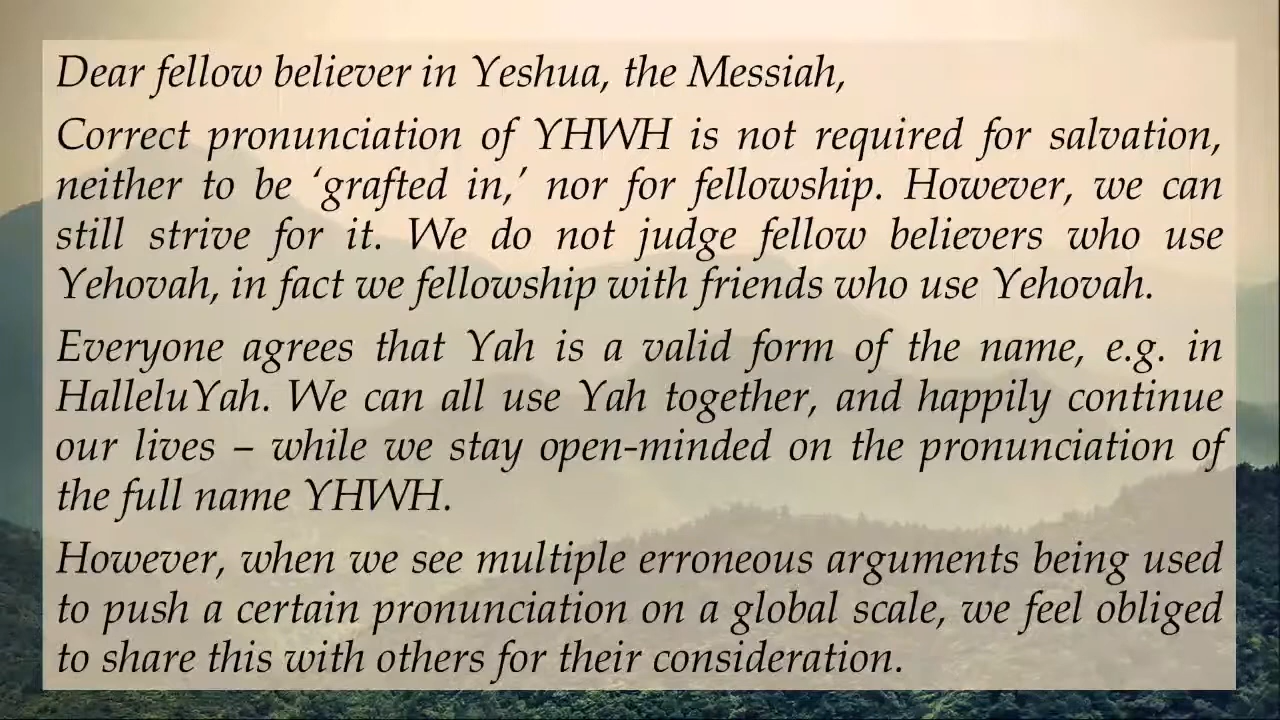 Dear fellow believer in Yeshua, the Messiah,
Correct pronunciation of YHWH is not required for salvation,
neither to be ‘grafted in,’ nor for fellowship. However, we can
still strive for it. We do not judge fellow believers who use
Yehovah, in fact we fellowship with friends who use Yehovah.
Everyone agrees that Yah is a valid form of the name, e.g. in
HalleluYah. We can all use Yah together, and happily continue
our lives – while we stay open-minded on the pronunciation of
the full name YHWH.
However, when we see multiple erroneous arguments being used
to push a certain pronunciation on a global scale, we feel obliged
to share this with others for their consideration.